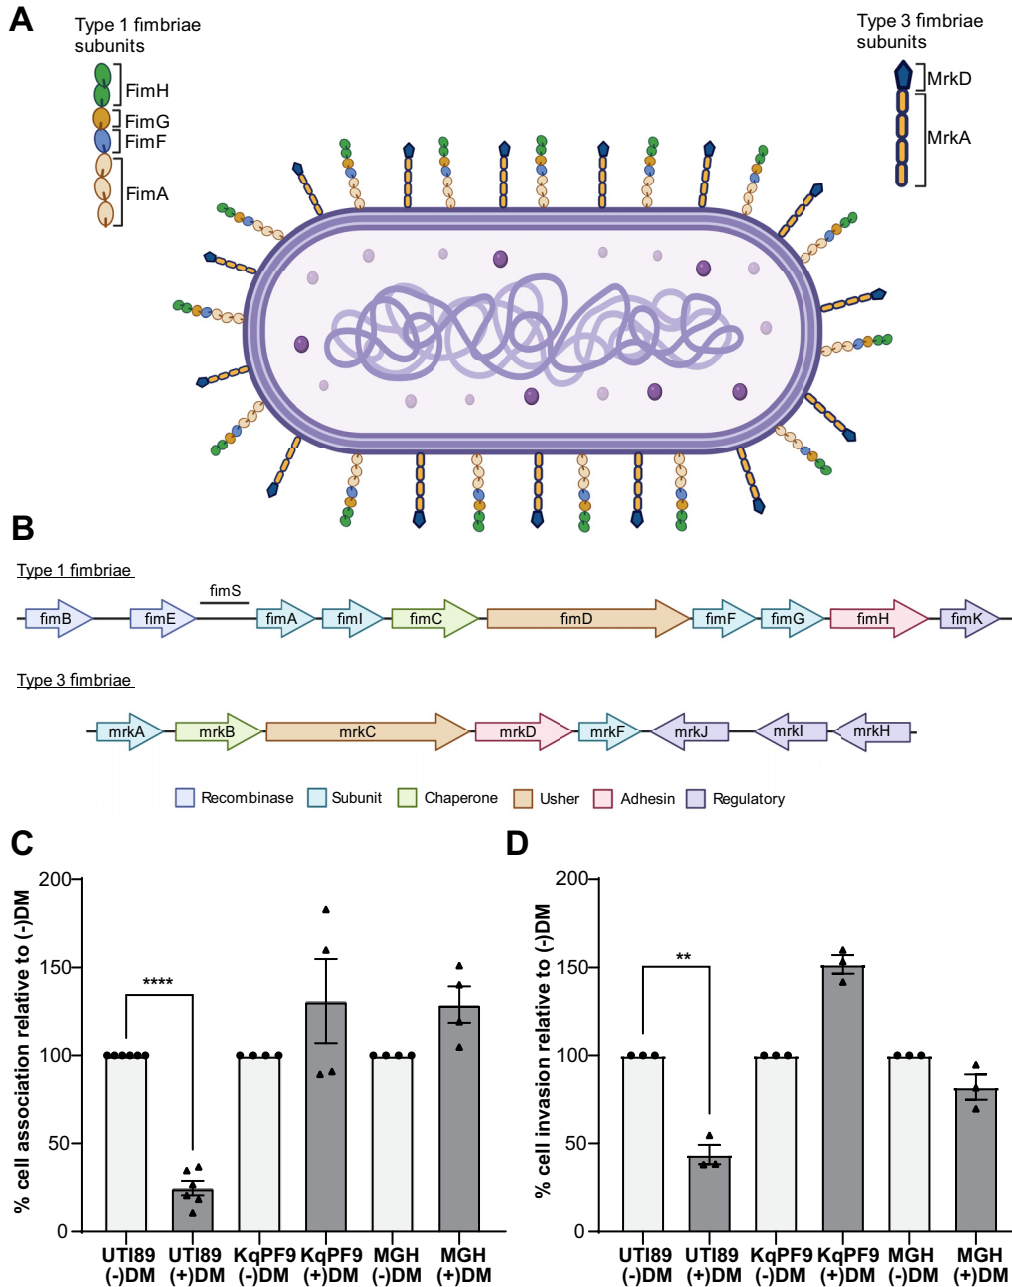 A
Type 1 fimbriae
subunits
FimH
FimG
FimF
FimA
Type 3 fimbriae
subunits
MrkD
MrkA
B
Type 1 fimbriae
fimS
fimB
fimE
fimA
fimI
fimC
fimD
fimF
fimG
fimH
fimK
Type 3 fimbriae
mrkA
mrkB
mrkC
mrkD
mrkF
mrkJ
mrkI
mrkH
Recombinase
Subunit
Chaperone
Usher
Adhesin
Regulatory
C
% cell association relative to (-)DM
200
150
100
50
0
****
UTI89
(-)DM
UTI89
(+)DM
KqPF9
(-)DM
KqPF9
(+)DM
MGH
(-)DM
MGH
(+)DM
D
% cell invasion relative to (-)DM
200
150
100
50
0
**
UTI89
(-)DM
UTI89
(+)DM
KqPF9
(-)DM
KqPF9
(+)DM
MGH
(-)DM
MGH
(+)DM